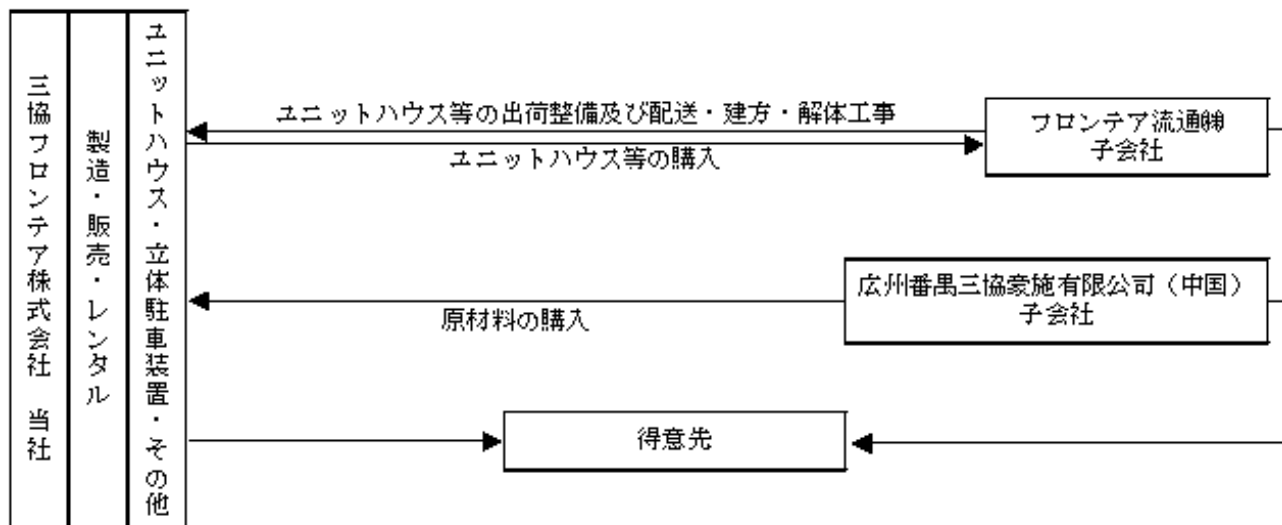 三協フロンテア株式会社 当社
製造・販売・レンタル
ユニットハウス・立体駐車装置・その他
ユニットハウス等の出荷整備及び配送・建方・解体工事
ユニットハウス等の購入
フロンテア流通㈱
子会社
広州番禺三協豪施有限公司（中国）
子会社
原材料の購入
得意先